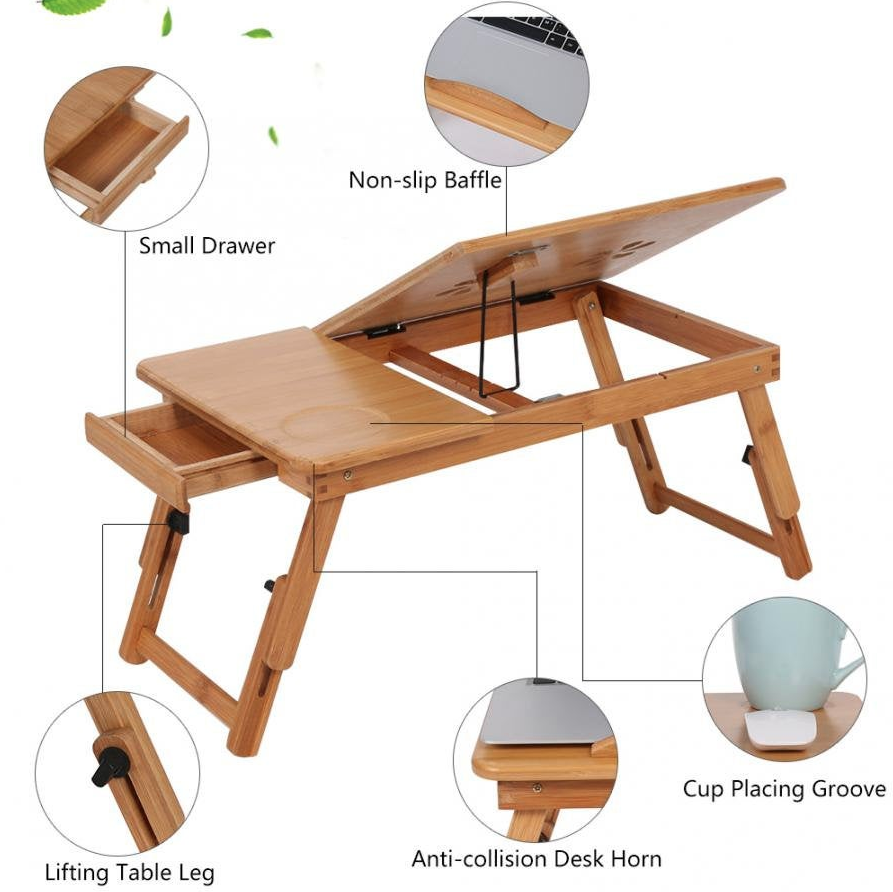 Non-slip Baffle
Small Drawer
Cup Placing Groove
Anti-collision Desk Horn
Lifting Table Leg